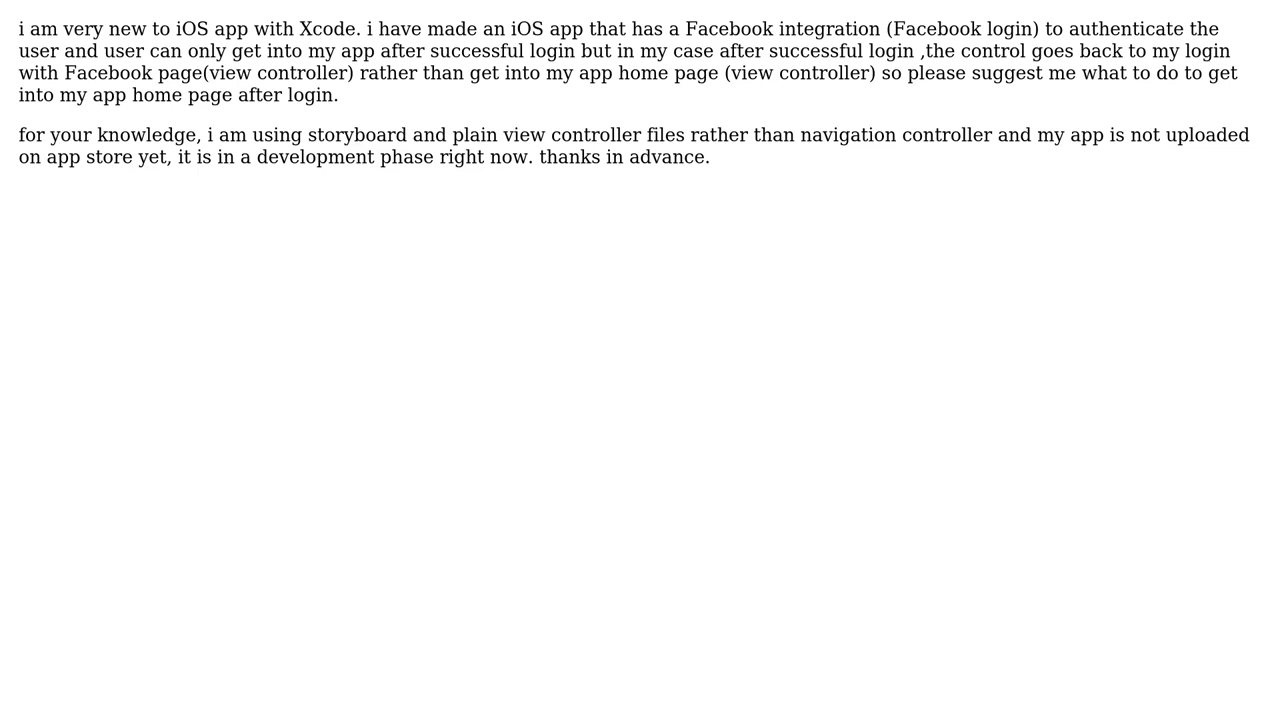 i am very new to iOS app with Xcode. i have made an iOS app that has a Facebook integration (Facebook login) to authenticate the
user and user can only get into my app after successful login but in my case after successful login ,the control goes back to my login
with Facebook page(view controller) rather than get into my app home page (view controller) so please suggest me what to do to get
into my app home page after login.
for your knowledge, i am using storyboard and plain view controller files rather than navigation controller and my app is not uploaded
on app store yet, it is in a development phase right now. thanks in advance.